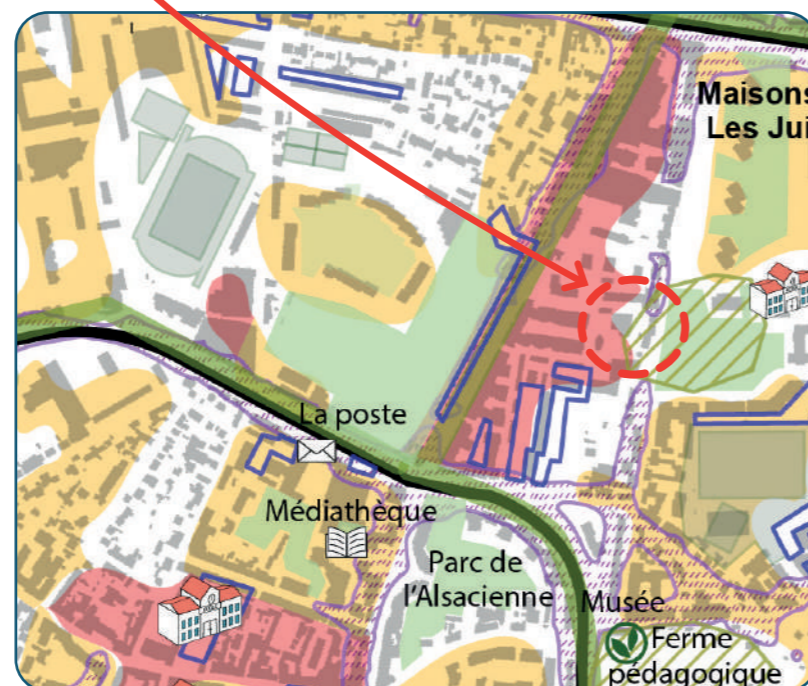 Maisons
Les Jui
La poste
Médiathèque
Parc de
l'Alsacienne
Musée
Ferme
pédagogique